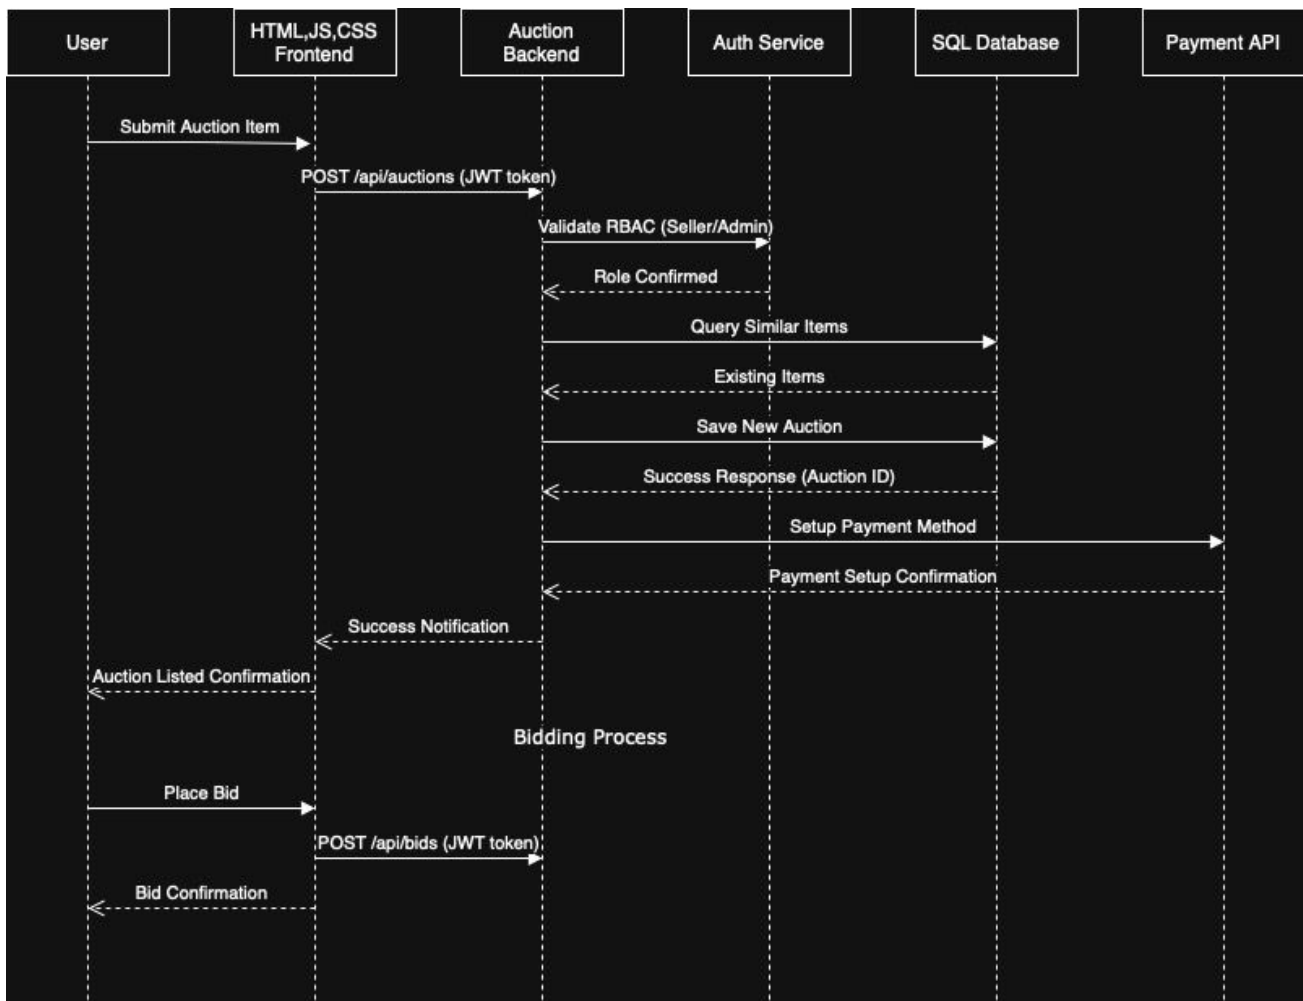 User
HTML,JS,CSS
Frontend
Auction
Backend
Auth Service
SQL Database
Payment API
Submit Auction Item
POST /api/auctions (JWT token)
Validate RBAC (Seller/Admin)
Role Confirmed
Query Similar Items
Existing Items
Save New Auction
Success Response (Auction ID)
Setup Payment Method
Payment Setup Confirmation
Success Notification
Auction Listed Confirmation
Bidding Process
Place Bid
POST /api/bids (JWT token)
Bid Confirmation